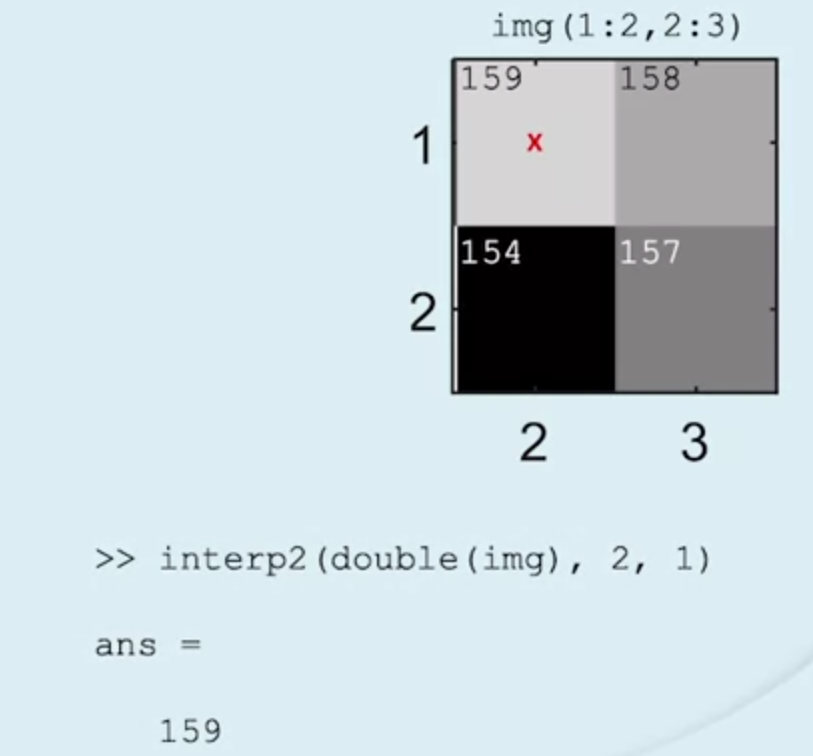 img(1:2,2:3)
159 158
1
x
154 157
2
2 3
>> interp2(double(img), 2, 1)
ans =
159